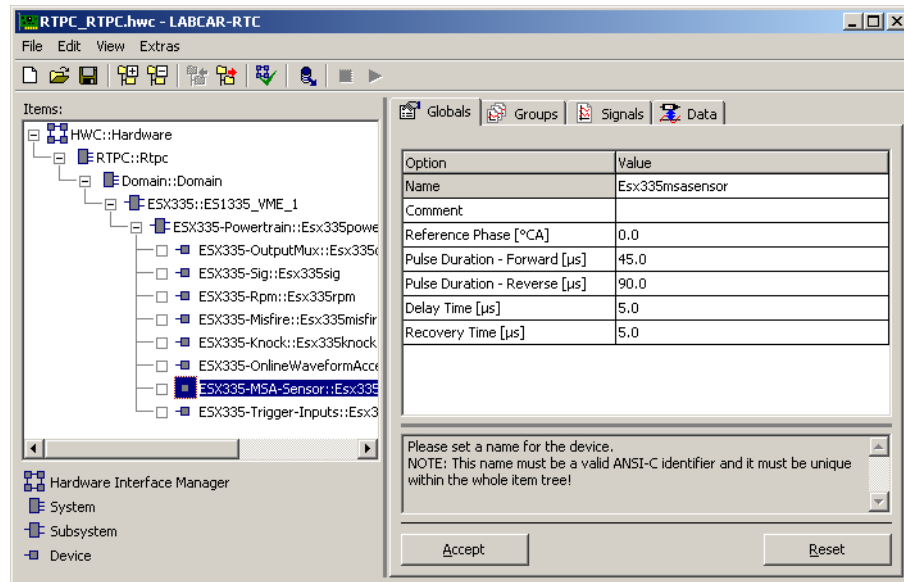 RTPC_RTPC.hwc - LABCAR-RTC
File Edit View Extras
Items:
HWC::Hardware
RTPC::Rtpc
Domain::Domain
ESX335::ES1335_VME_1
ESX335-Powertrain::Esx335powe
ESX335-OutputMux::Esx335o
ESX335-Sig::Esx335sig
ESX335-Rpm::Esx335rpm
ESX335-Misfire::Esx335misfir
ESX335-Knock::Esx335knock
ESX335-OnlineWaveformAcce
ESX335-MSA-Sensor::Esx335
ESX335-Trigger-Inputs::Esx3
Hardware Interface Manager
System
Subsystem
Device
Globals Groups Signals Data
Option Value
Name Esx335msasensor
Comment
Reference Phase [°CA] 0.0
Pulse Duration - Forward [µs] 45.0
Pulse Duration - Reverse [µs] 90.0
Delay Time [µs] 5.0
Recovery Time [µs] 5.0
Please set a name for the device.
NOTE: This name must be a valid ANSI-C identifier and it must be unique
within the whole item tree!
Accept Reset